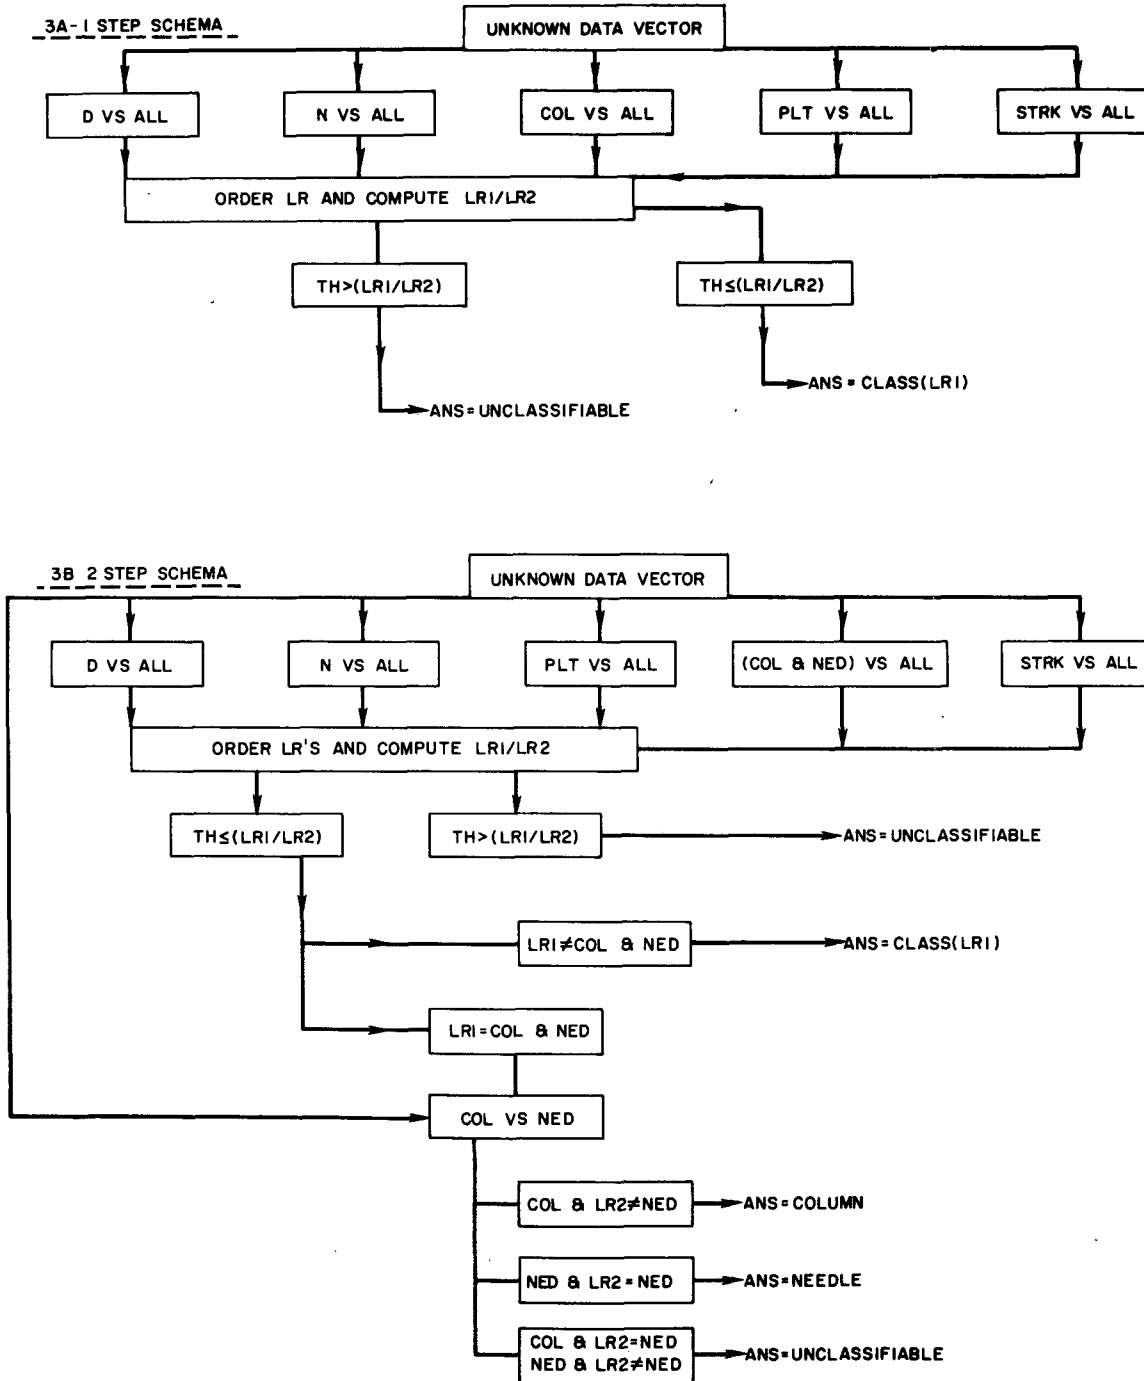 3A-1 STEP SCHEMA
UNKNOWN DATA VECTOR
D VS ALL
N VS ALL
COL VS ALL
PLT VS ALL
STRK VS ALL
ORDER LR AND COMPUTE LR1/LR2
TH>(LR1/LR2)
TH≤(LR1/LR2)
ANS=CLASS(LR1)
ANS=UNCLASSIFIABLE
3B 2 STEP SCHEMA
UNKNOWN DATA VECTOR
D VS ALL
N VS ALL
PLT VS ALL
(COL & NED) VS ALL
STRK VS ALL
ORDER LR'S AND COMPUTE LR1/LR2
TH≤(LR1/LR2)
TH>(LR1/LR2)
ANS=UNCLASSIFIABLE
LR1≠COL & NED
ANS=CLASS(LR1)
LR1=COL & NED
COL VS NED
COL & LR2≠NED
ANS=COLUMN
NED & LR2=NED
ANS=NEEDLE
COL & LR2=NED
NED & LR2≠NED
ANS=UNCLASSIFIABLE